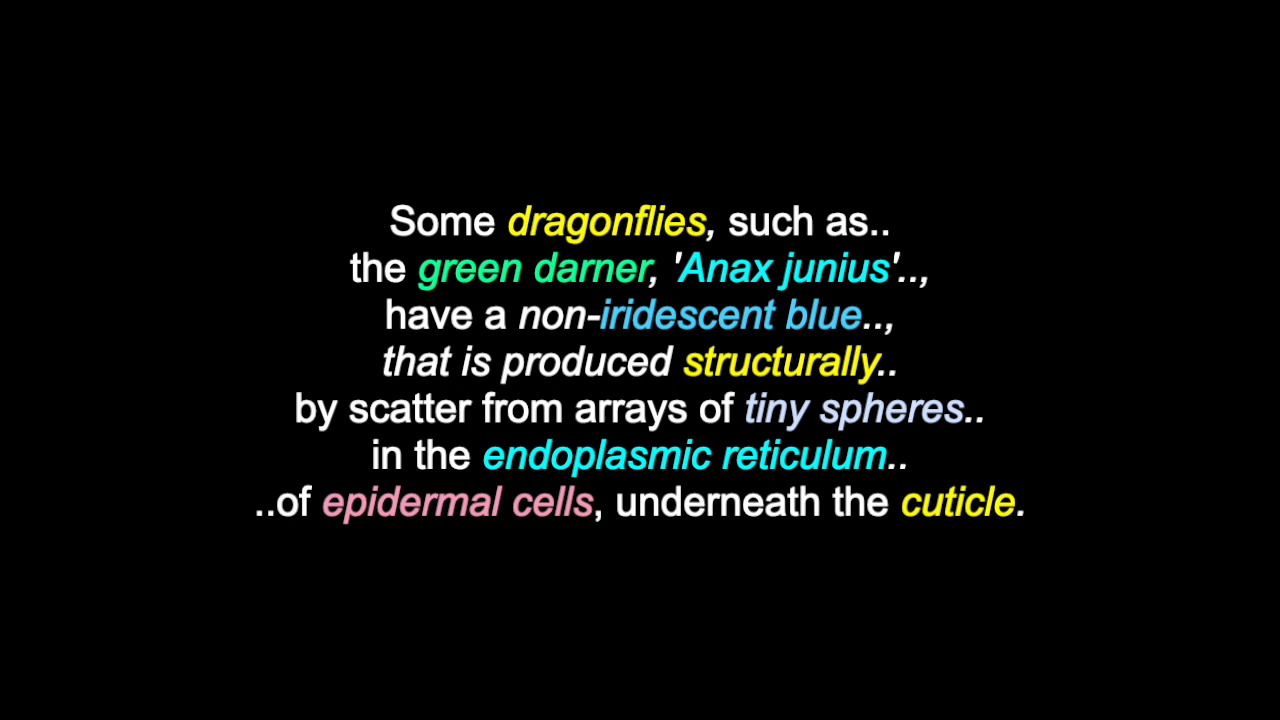 Some dragonflies, such as..
the green darner, 'Anax junius'..,
have a non-iridescent blue..,
that is produced structurally..
by scatter from arrays of tiny spheres..
in the endoplasmic reticulum..
..of epidermal cells, underneath the cuticle.